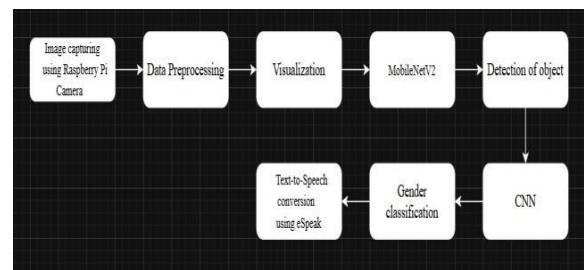 Image capturing
using Raspberry Pi
Camera
Data Preprocessing
Visualization
MobileNetV2
Detection of object
CNN
Gender
classification
Text-to-Speech
conversion
using eSpeak